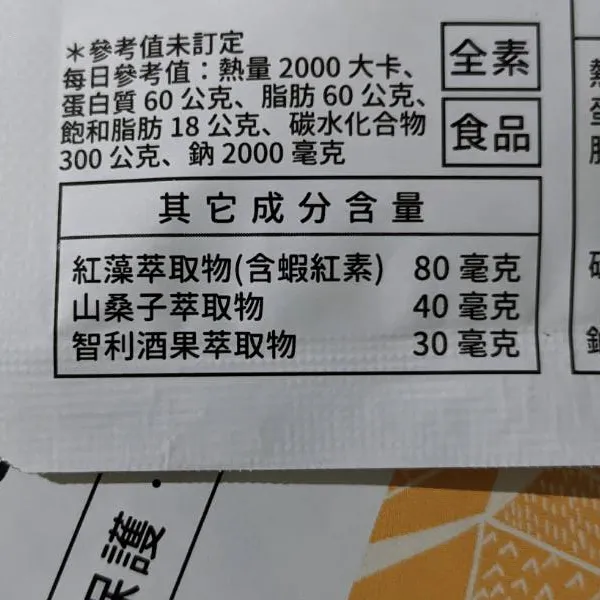 ＊參考值未訂定
每日參考值：熱量 2000 大卡、
蛋白質 60 公克、脂肪 60 公克、
飽和脂肪 18 公克、碳水化合物
300 公克、鈉 2000 毫克
全素
食品
其它成分含量
紅藻萃取物(含蝦紅素) 80 毫克
山桑子萃取物 40 毫克
智利酒果萃取物 30 毫克
保護